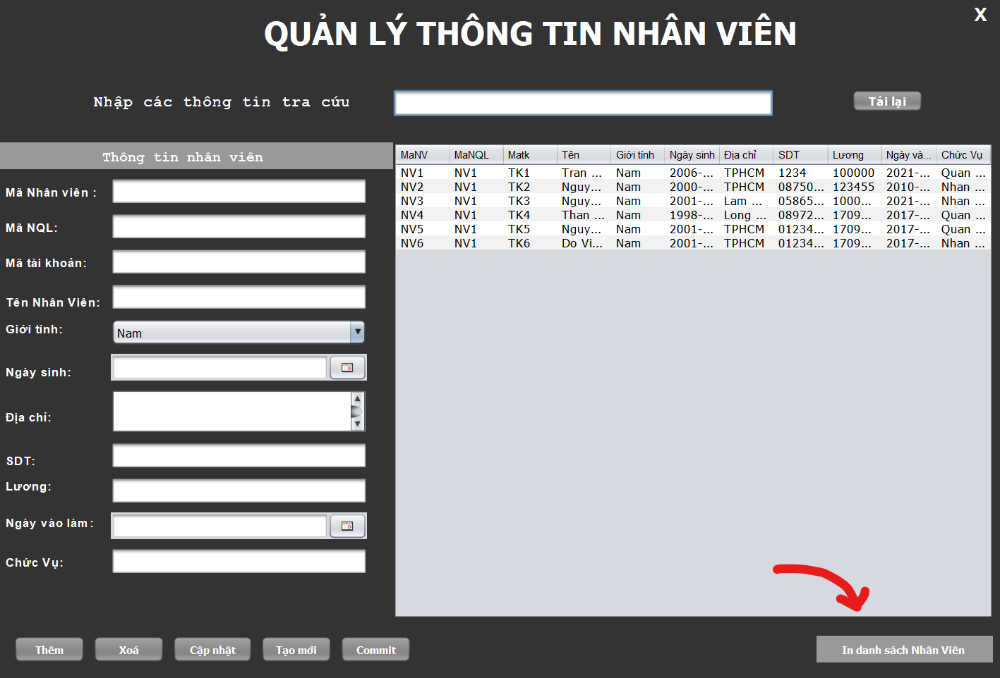 X
QUẢN LÝ THÔNG TIN NHÂN VIÊN
Nhập các thông tin tra cứu
Tải lại
Thông tin nhân viên
Mã Nhân viên :
Mã NQL:
Mã tài khoản:
Tên Nhân Viên:
Giới tính:
Nam
Ngày sinh:
Địa chỉ:
SDT:
Lương:
Ngày vào làm:
Chức Vụ:
MaNV MaNQL Matk Tên Giới tính Ngày sinh Địa chỉ SDT Lương Ngày và... Chức Vụ
NV1 NV1 TK1 Tran ... Nam 2006-... TPHCM 1234 100000 2021-... Quan ...
NV2 NV1 TK2 Nguy... Nam 2000-... TPHCM 08750... 123455 2010-... Nhan ...
NV3 NV1 TK3 Nguy... Nam 2001-... Lam ... 05865... 1000... 2021-... Nhan ...
NV4 NV1 TK4 Than ... Nam 1998-... Long ... 08972... 1709... 2017-... Quan ...
NV5 NV1 TK5 Nguy... Nam 2001-... TPHCM 01234... 1709... 2017-... Quan ...
NV6 NV1 TK6 Do Vi... Nam 2001-... TPHCM 01234... 1709... 2017-... Nhan ...
Thêm Xoá Cập nhật Tạo mới Commit
In danh sách Nhân Viên